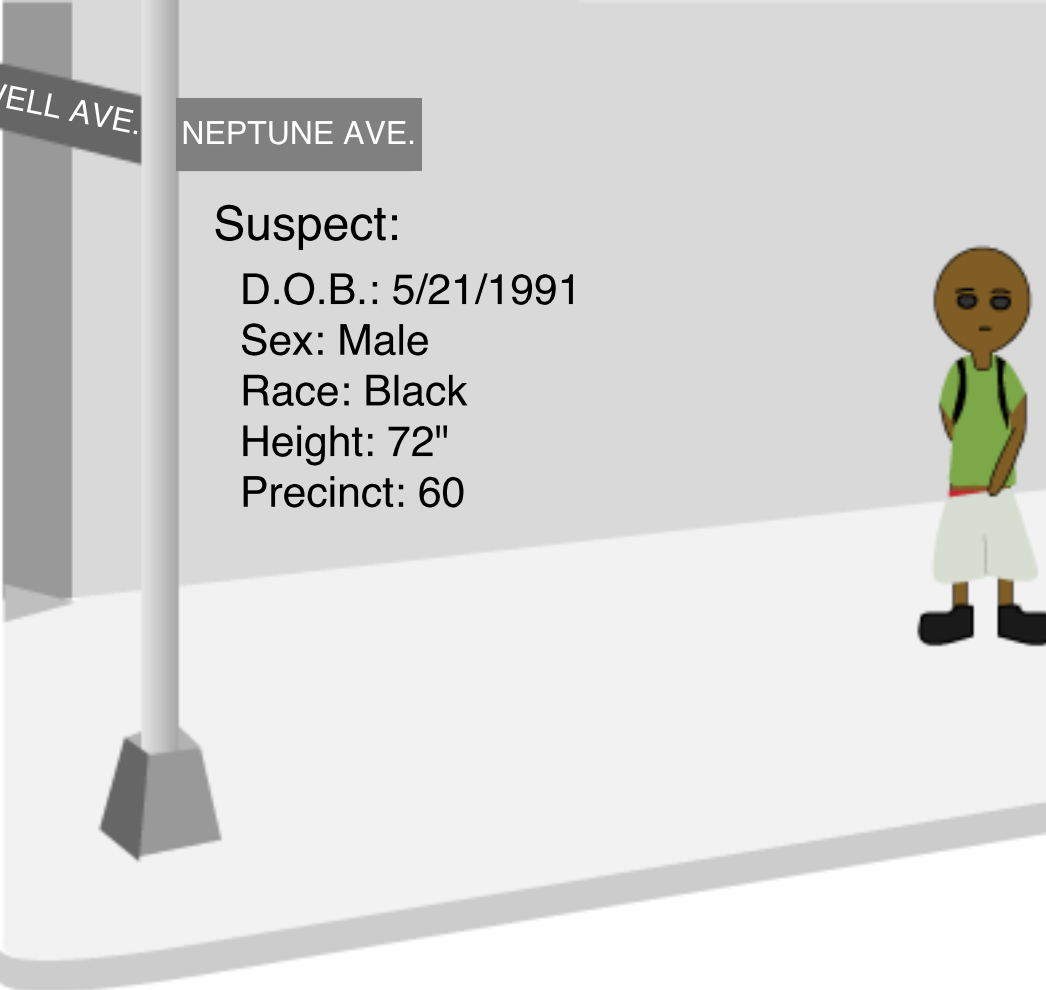 VELL AVE.
NEPTUNE AVE.
Suspect:
D.O.B.: 5/21/1991
Sex: Male
Race: Black
Height: 72"
Precinct: 60